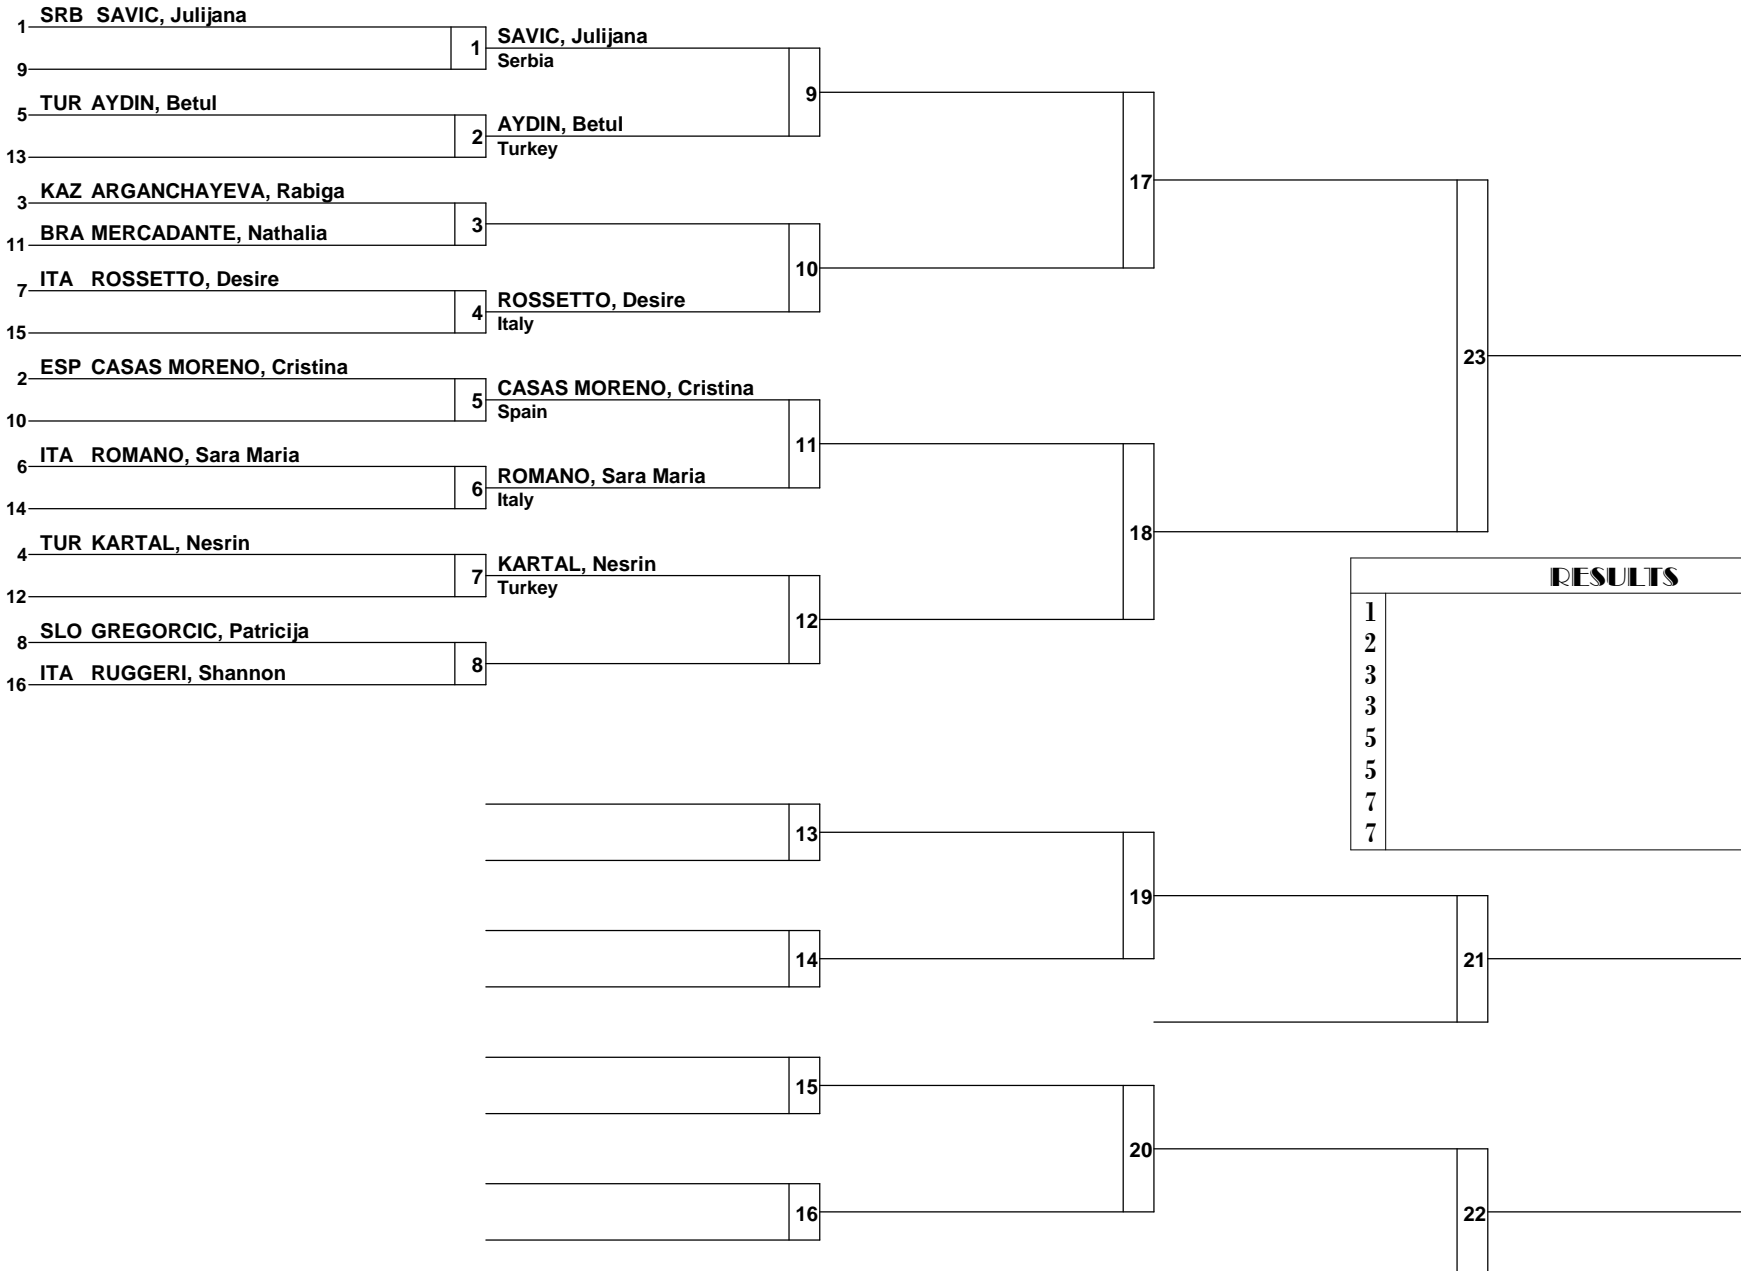 1 SRB SAVIC, Julijana
9
1 SAVIC, Julijana
Serbia
5 TUR AYDIN, Betul
13
2 AYDIN, Betul
Turkey
9
3 KAZ ARGANCHAYEVA, Rabiga
11 BRA MERCADANTE, Nathalia
3
7 ITA ROSSETTO, Desire
15
4 ROSSETTO, Desire
Italy
10
17
2 ESP CASAS MORENO, Cristina
10
5 CASAS MORENO, Cristina
Spain
6 ITA ROMANO, Sara Maria
14
6 ROMANO, Sara Maria
Italy
11
4 TUR KARTAL, Nesrin
12
7 KARTAL, Nesrin
Turkey
8 SLO GREGORCIC, Patricija
16 ITA RUGGERI, Shannon
8
12
18
23
RESULTS
1
2
3
3
5
5
7
7
13
14
19
21
15
16
20
22